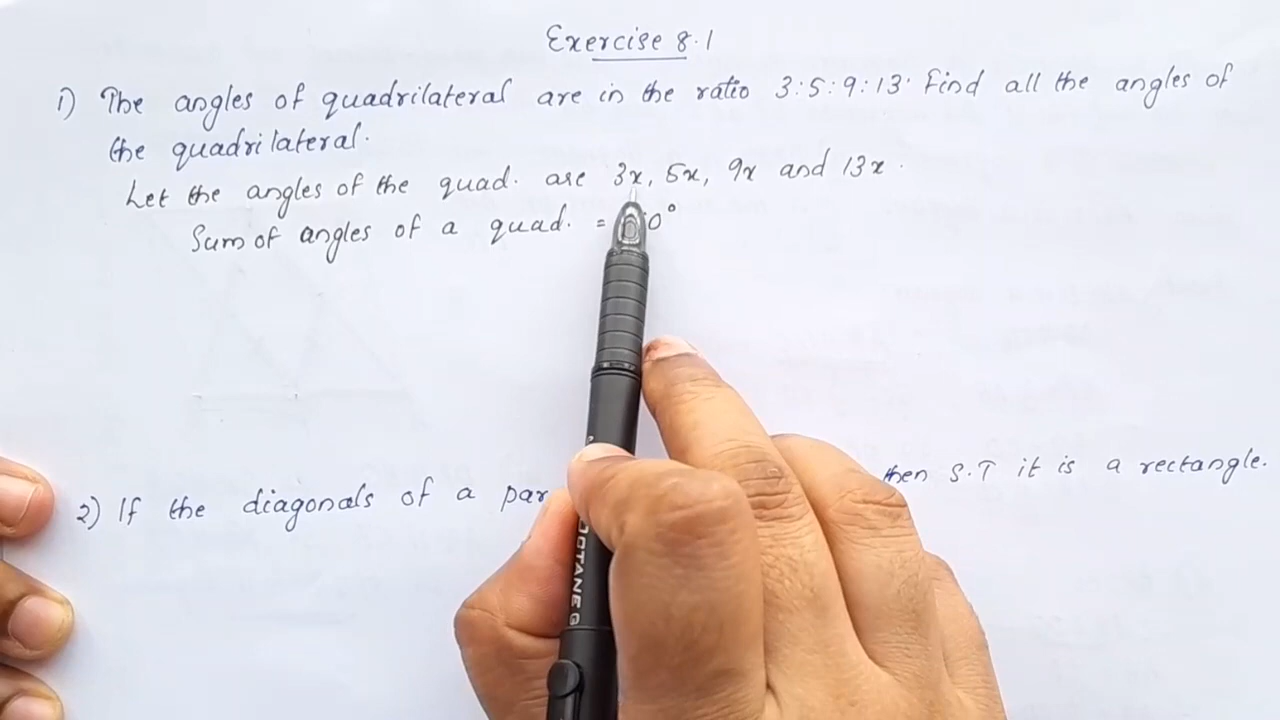 Exercise 8.1
1) The angles of quadrilateral are in the ratio 3:5:9:13. Find all the angles of
the quadrilateral.
Let the angles of the quad. are 3x, 5x, 9x and 13x.
Sum of angles of a quad. = 0°
2) If the diagonals of a par then S.T it is a rectangle.
OCTANE G